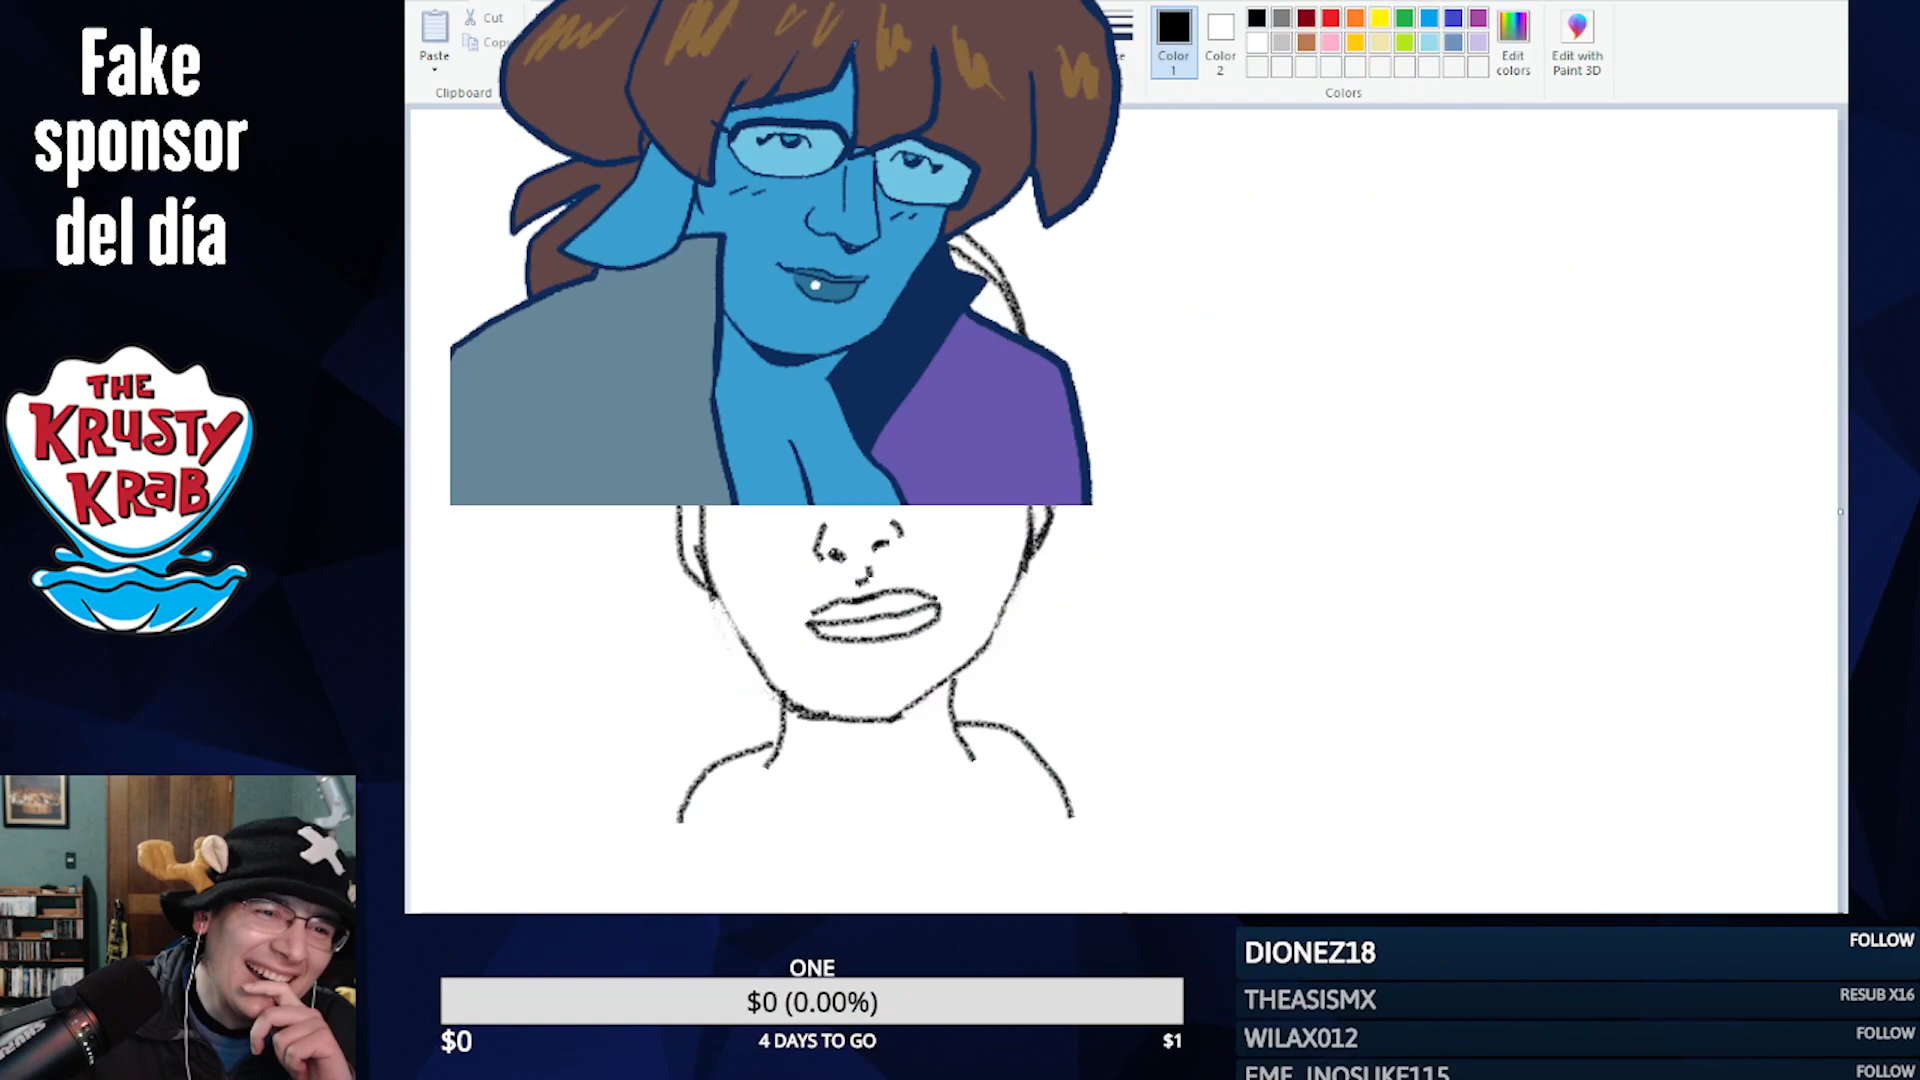 Fake
sponsor
del día
THE
KRUSTY
KRAB
Cut
Paste
Clipboard
Color
1
Color
2
Edit
colors
Edit with
Paint 3D
Colors
ONE
$0 (0.00%)
$0
4 DAYS TO GO
$1
DIONEZ18
FOLLOW
THEASISMX
RESUB X16
WILAX012
FOLLOW
EME_INOSUKE115
FOLLOW